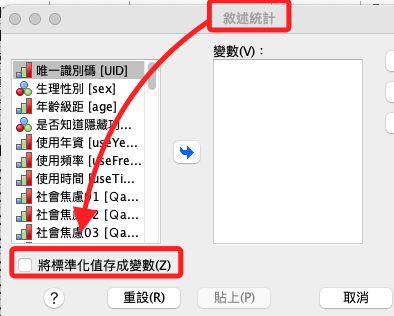 敘述統計
變數(V)：
唯一識別碼 [UID]
生理性別 [sex]
年齡級距 [age]
是否知道隱藏功...
使用年資 [useYe...
使用頻率 [useFre...
使用時間 [useTi...
社會焦慮01 [Qa...
社會焦慮02 [Qa...
社會焦慮03 [Qa...
將標準化值存成變數(Z)
?
重設(R)
貼上(P)
取消